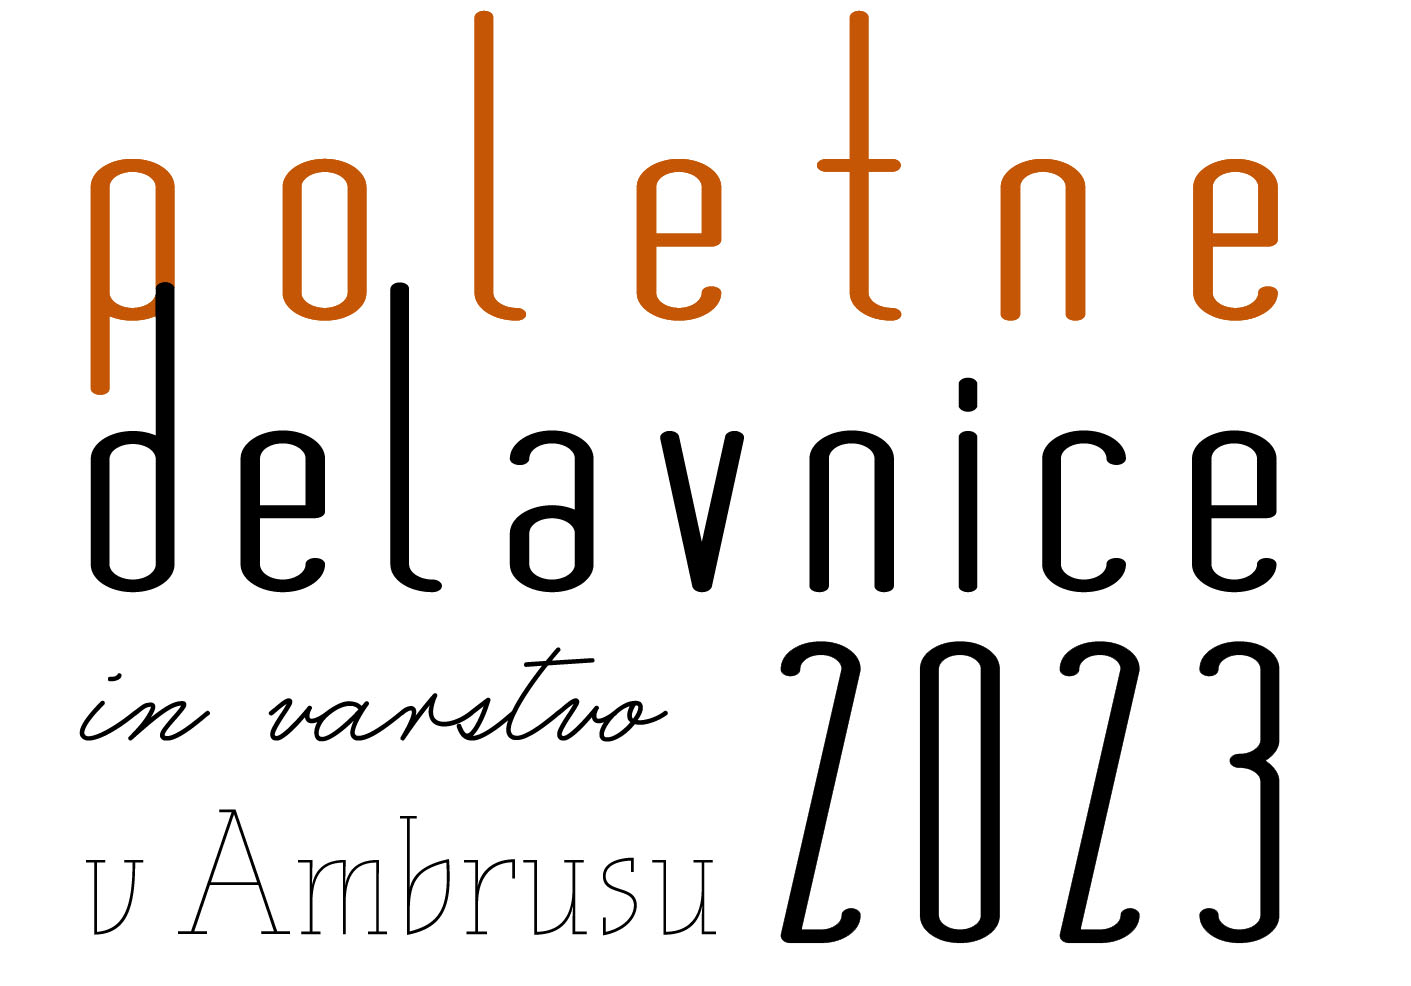 poletne
delavnice
in varstvo
v Ambrusu
2023